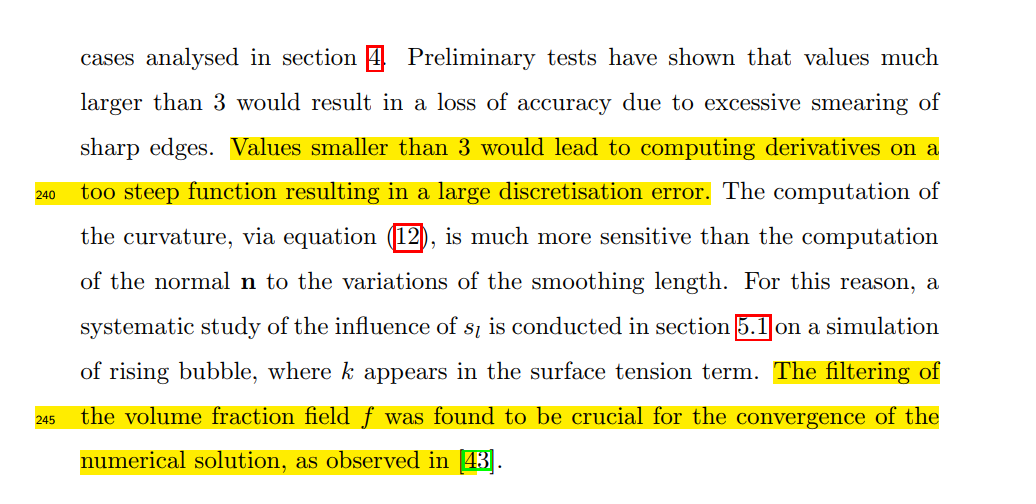 cases analysed in section 4. Preliminary tests have shown that values much
larger than 3 would result in a loss of accuracy due to excessive smearing of
sharp edges. Values smaller than 3 would lead to computing derivatives on a
240 too steep function resulting in a large discretisation error. The computation of
the curvature, via equation (12), is much more sensitive than the computation
of the normal n to the variations of the smoothing length. For this reason, a
systematic study of the influence of sₗ is conducted in section 5.1 on a simulation
of rising bubble, where k appears in the surface tension term. The filtering of
245 the volume fraction field f was found to be crucial for the convergence of the
numerical solution, as observed in [43].